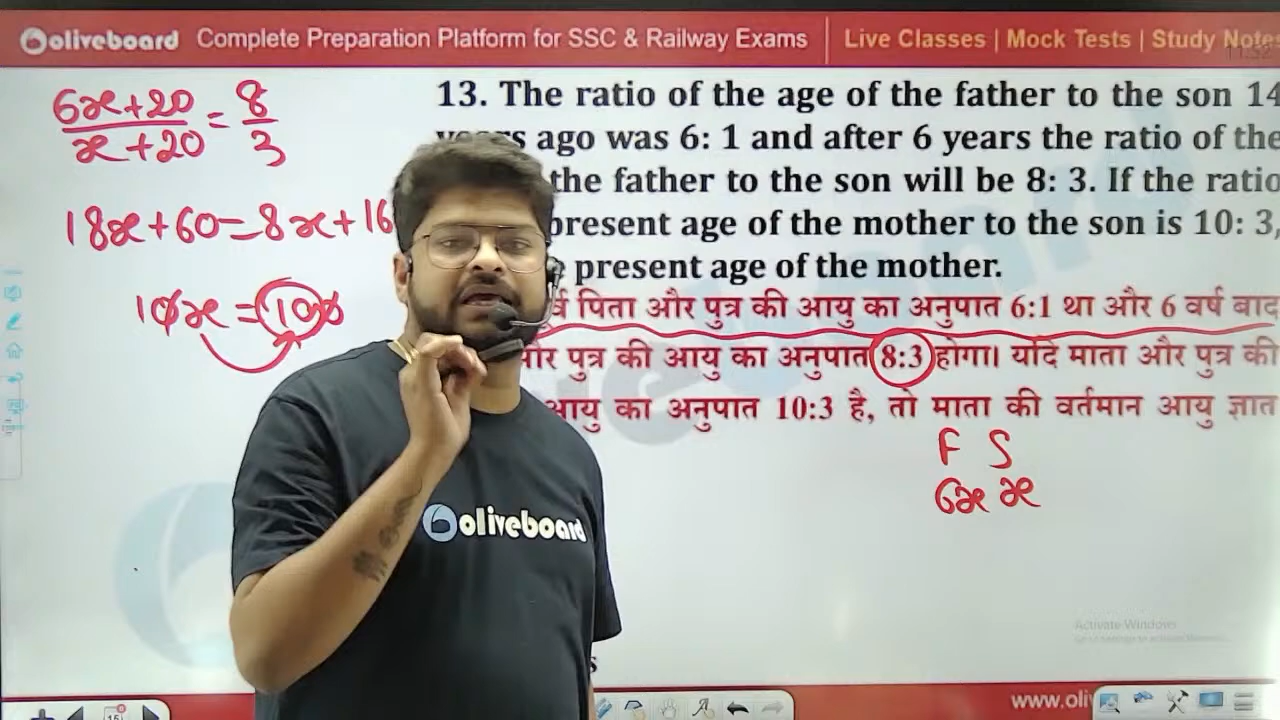 oliveboard Complete Preparation Platform for SSC & Railway Exams Live Classes | Mock Tests | Study Notes
6x+20 / x+20 = 8 / 3
18x+60=8x+16
10x = 100
13. The ratio of the age of the father to the son 14
ago was 6: 1 and after 6 years the ratio of the
the father to the son will be 8: 3. If the ratio
present age of the mother to the son is 10: 3,
present age of the mother.
पिता और पुत्र की आयु का अनुपात 6:1 था और 6 वर्ष बाद
और पुत्र की आयु का अनुपात 8:3 होगा। यदि माता और पुत्र की
आयु का अनुपात 10:3 है, तो माता की वर्तमान आयु ज्ञात
F S
6x x
oliveboard
Activate Windows
15